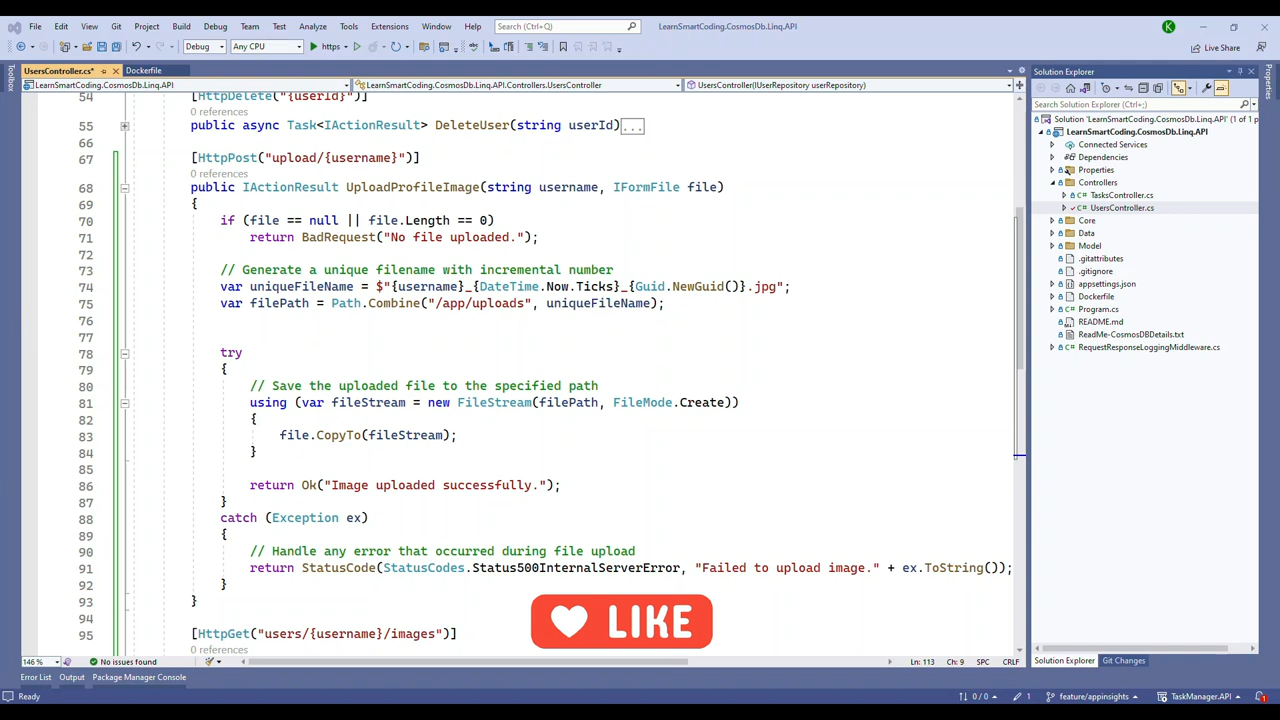 File Edit View Git Project Build Debug Team Test Analyze Tools Extensions Window Help Search (Ctrl+Q) LearnSmartCoding.CosmosDb.Linq.API K
Debug Any CPU https Live Share
UsersController.cs* Dockerfile
LearnSmartCoding.CosmosDb.Linq.API LearnSmartCoding.CosmosDb.Linq.API.Controllers.UsersController UsersController(IUserRepository userRepository)
Toolbox
54 [HttpDelete("{userId}")]
0 references
55 public async Task<IActionResult> DeleteUser(string userId)...
66
67 [HttpPost("upload/{username}")]
0 references
68 public IActionResult UploadProfileImage(string username, IFormFile file)
69 {
70 if (file == null || file.Length == 0)
71 return BadRequest("No file uploaded.");
72
73 // Generate a unique filename with incremental number
74 var uniqueFileName = $"{username}_{DateTime.Now.Ticks}_{Guid.NewGuid()}.jpg";
75 var filePath = Path.Combine("/app/uploads", uniqueFileName);
76
77
78 try
79 {
80 // Save the uploaded file to the specified path
81 using (var fileStream = new FileStream(filePath, FileMode.Create))
82 {
83 file.CopyTo(fileStream);
84 }
85
86 return Ok("Image uploaded successfully.");
87 }
88 catch (Exception ex)
89 {
90 // Handle any error that occurred during file upload
91 return StatusCode(StatusCodes.Status500InternalServerError, "Failed to upload image." + ex.ToString());
92 }
93 }
94
95 [HttpGet("users/{username}/images")]
0 references
LIKE
146 % No issues found Ln: 113 Ch: 9 SPC CRLF
Error List Output Package Manager Console
Ready 0 / 0 1 feature/appinsights TaskManager.API 1
Solution Explorer
Search Solution Explorer (Ctrl+;)
Solution 'LearnSmartCoding.CosmosDb.Linq.API' (1 of 1 p
LearnSmartCoding.CosmosDb.Linq.API
Connected Services
Dependencies
Properties
Controllers
TasksController.cs
UsersController.cs
Core
Data
Model
.gitattributes
.gitignore
appsettings.json
Dockerfile
Program.cs
README.md
ReadMe-CosmosDBDetails.txt
RequestResponseLoggingMiddleware.cs
Solution Explorer Git Changes
Properties